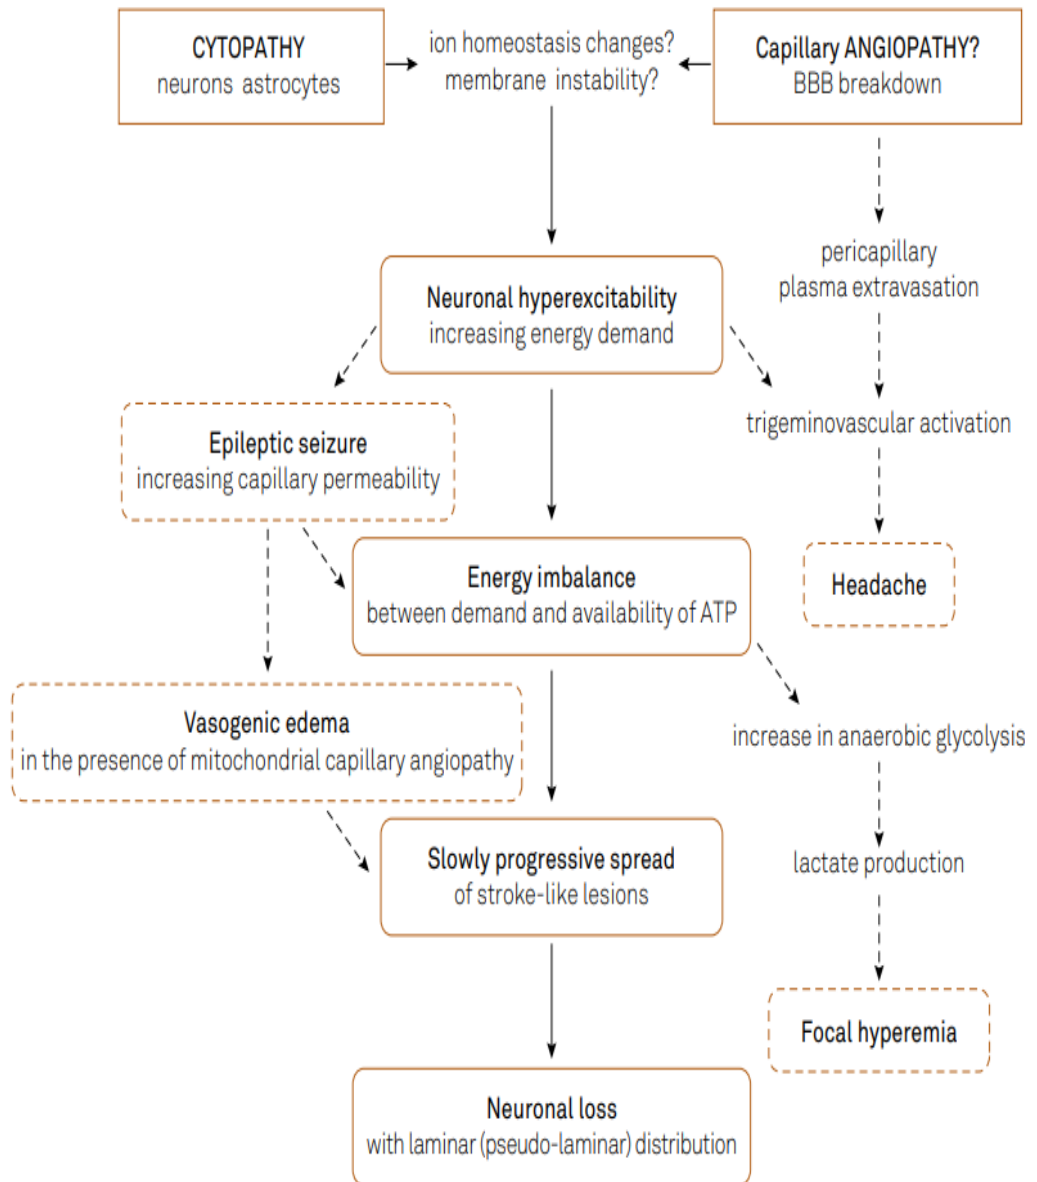 CYTOPATHY
neurons astrocytes
ion homeostasis changes?
membrane instability?
Capillary ANGIOPATHY?
BBB breakdown
pericapillary
plasma extravasation
Neuronal hyperexcitability
increasing energy demand
trigeminovascular activation
Epileptic seizure
increasing capillary permeability
Energy imbalance
between demand and availability of ATP
Headache
Vasogenic edema
in the presence of mitochondrial capillary angiopathy
increase in anaerobic glycolysis
Slowly progressive spread
of stroke-like lesions
lactate production
Focal hyperemia
Neuronal loss
with laminar (pseudo-laminar) distribution